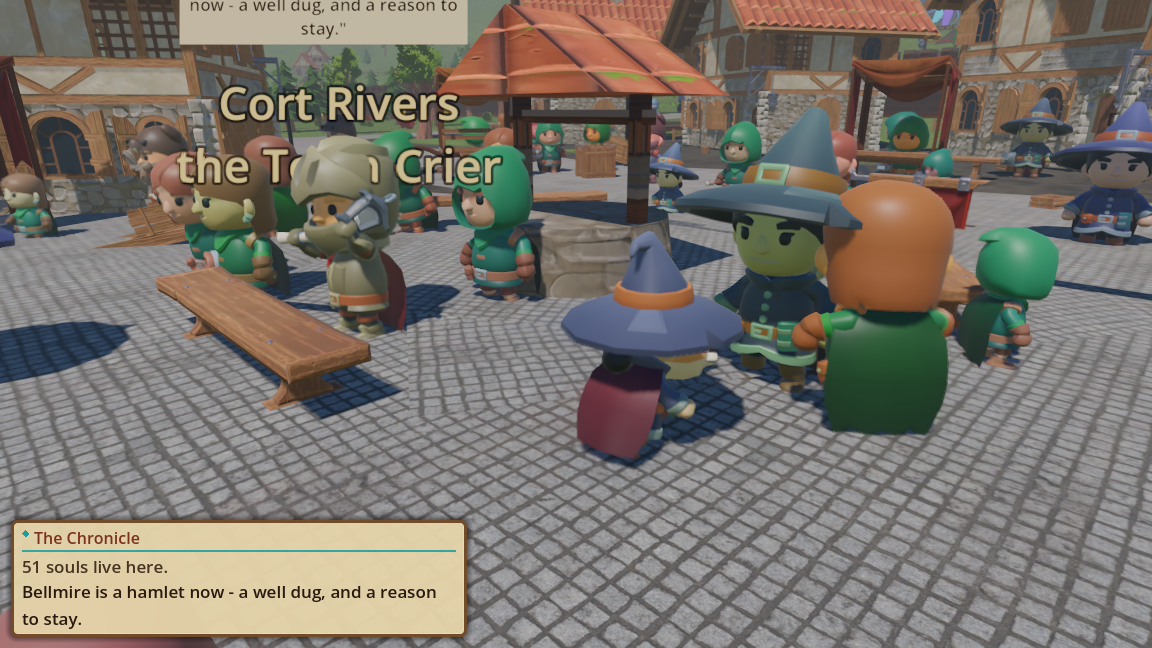 now - a well dug, and a reason to
stay."
Cort Rivers
the Town Crier
The Chronicle
51 souls live here.
Bellmire is a hamlet now - a well dug, and a reason
to stay.